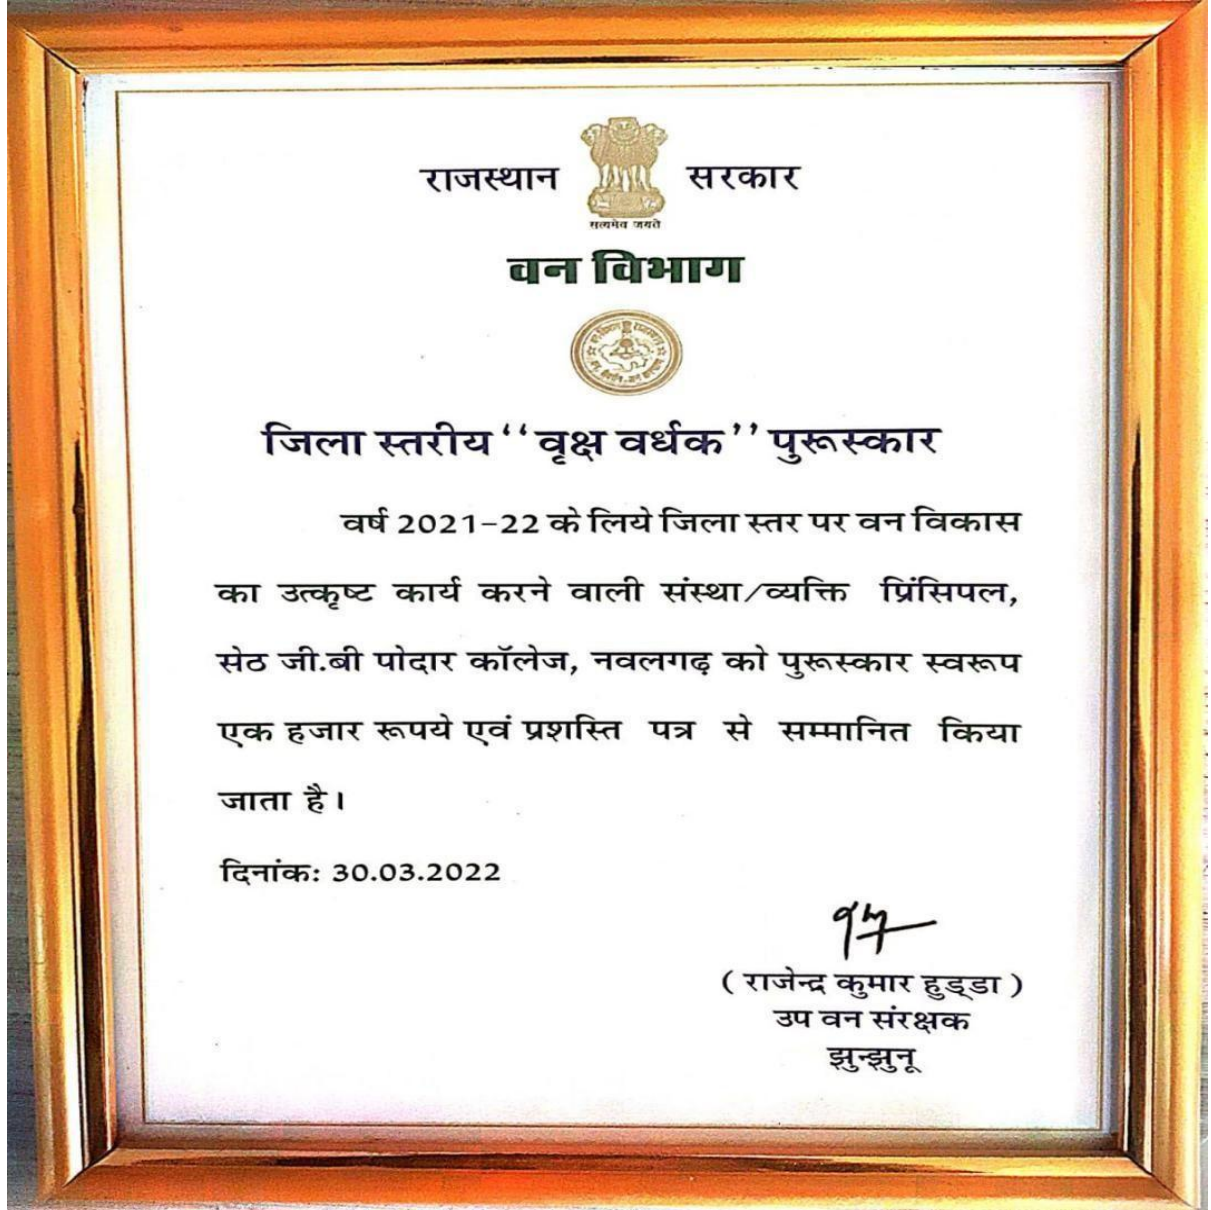 राजस्थान सरकार
सत्यमेव जयते
वन विभाग
जिला स्तरीय ‘‘वृक्ष वर्धक’’ पुरूस्कार
वर्ष 2021-22 के लिये जिला स्तर पर वन विकास
का उत्कृष्ट कार्य करने वाली संस्था/व्यक्ति प्रिंसिपल,
सेठ जी.बी पोदार कॉलेज, नवलगढ़ को पुरूस्कार स्वरूप
एक हजार रूपये एवं प्रशस्ति पत्र से सम्मानित किया
जाता है।
दिनांकः 30.03.2022
( राजेन्द्र कुमार हुड्डा )
उप वन संरक्षक
झुन्झुनू